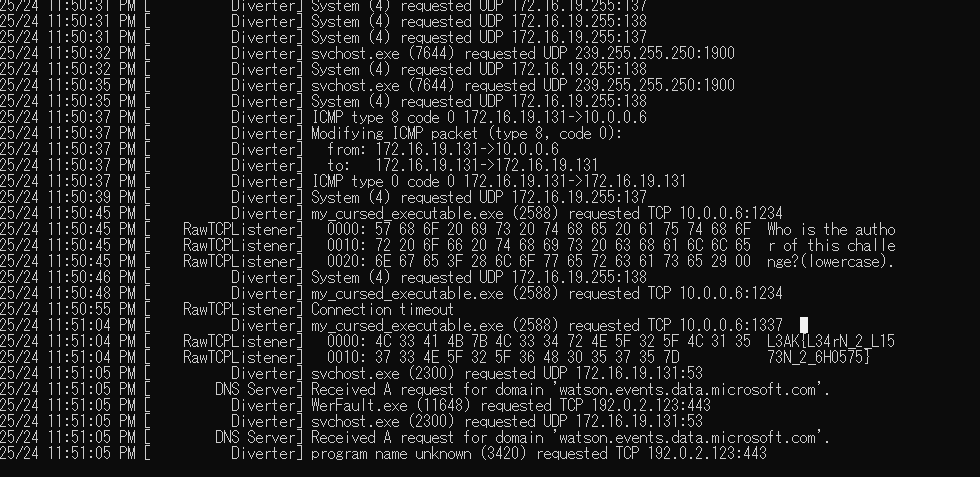 25/24 11:50:31 PM [          Diverter] System (4) requested UDP 172.16.19.255:137
25/24 11:50:31 PM [          Diverter] System (4) requested UDP 172.16.19.255:138
25/24 11:50:31 PM [          Diverter] System (4) requested UDP 172.16.19.255:137
25/24 11:50:32 PM [          Diverter] svchost.exe (7644) requested UDP 239.255.255.250:1900
25/24 11:50:32 PM [          Diverter] System (4) requested UDP 172.16.19.255:138
25/24 11:50:35 PM [          Diverter] svchost.exe (7644) requested UDP 239.255.255.250:1900
25/24 11:50:35 PM [          Diverter] System (4) requested UDP 172.16.19.255:138
25/24 11:50:37 PM [          Diverter] ICMP type 8 code 0 172.16.19.131->10.0.0.6
25/24 11:50:37 PM [          Diverter] Modifying ICMP packet (type 8, code 0):
25/24 11:50:37 PM [          Diverter]   from: 172.16.19.131->10.0.0.6
25/24 11:50:37 PM [          Diverter]   to:   172.16.19.131->172.16.19.131
25/24 11:50:37 PM [          Diverter] ICMP type 0 code 0 172.16.19.131->172.16.19.131
25/24 11:50:39 PM [          Diverter] System (4) requested UDP 172.16.19.255:137
25/24 11:50:45 PM [          Diverter] my_cursed_executable.exe (2588) requested TCP 10.0.0.6:1234
25/24 11:50:45 PM [    RawTCPListener]   0000: 57 68 6F 20 69 73 20 74 68 65 20 61 75 74 68 6F  Who is the autho
25/24 11:50:45 PM [    RawTCPListener]   0010: 72 20 6F 66 20 74 68 69 73 20 63 68 61 6C 6C 65  r of this challe
25/24 11:50:45 PM [    RawTCPListener]   0020: 6E 67 65 3F 28 6C 6F 77 65 72 63 61 73 65 29 00  nge?(lowercase).
25/24 11:50:46 PM [          Diverter] System (4) requested UDP 172.16.19.255:138
25/24 11:50:48 PM [          Diverter] my_cursed_executable.exe (2588) requested TCP 10.0.0.6:1234
25/24 11:50:55 PM [    RawTCPListener] Connection timeout
25/24 11:51:04 PM [          Diverter] my_cursed_executable.exe (2588) requested TCP 10.0.0.6:1337
25/24 11:51:04 PM [    RawTCPListener]   0000: 4C 33 41 4B 7B 4C 33 34 72 4E 5F 32 5F 4C 31 35  L3AK{L34rN_2_L15
25/24 11:51:04 PM [    RawTCPListener]   0010: 37 33 4E 5F 32 5F 36 48 30 35 37 35 7D           73N_2_6H0575}
25/24 11:51:05 PM [          Diverter] svchost.exe (2300) requested UDP 172.16.19.131:53
25/24 11:51:05 PM [        DNS Server] Received A request for domain 'watson.events.data.microsoft.com'.
25/24 11:51:05 PM [          Diverter] WerFault.exe (11648) requested TCP 192.0.2.123:443
25/24 11:51:05 PM [          Diverter] svchost.exe (2300) requested UDP 172.16.19.131:53
25/24 11:51:05 PM [        DNS Server] Received A request for domain 'watson.events.data.microsoft.com'.
25/24 11:51:05 PM [          Diverter] program name unknown (3420) requested TCP 192.0.2.123:443